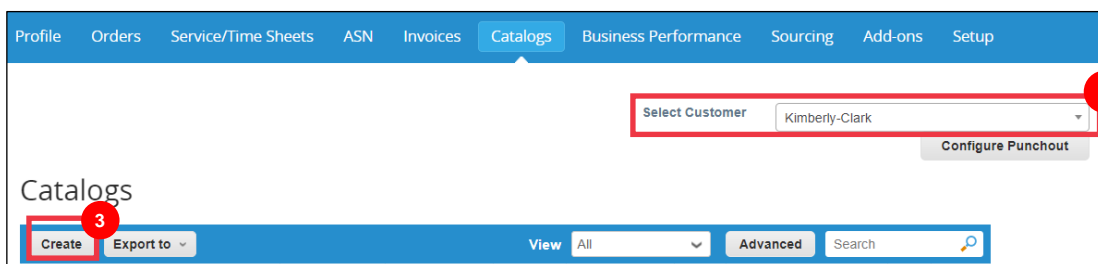 Profile Orders Service/Time Sheets ASN Invoices Catalogs Business Performance Sourcing Add-ons Setup
Select Customer Kimberly-Clark
Configure Punchout
Catalogs
3
Create Export to View All Advanced Search